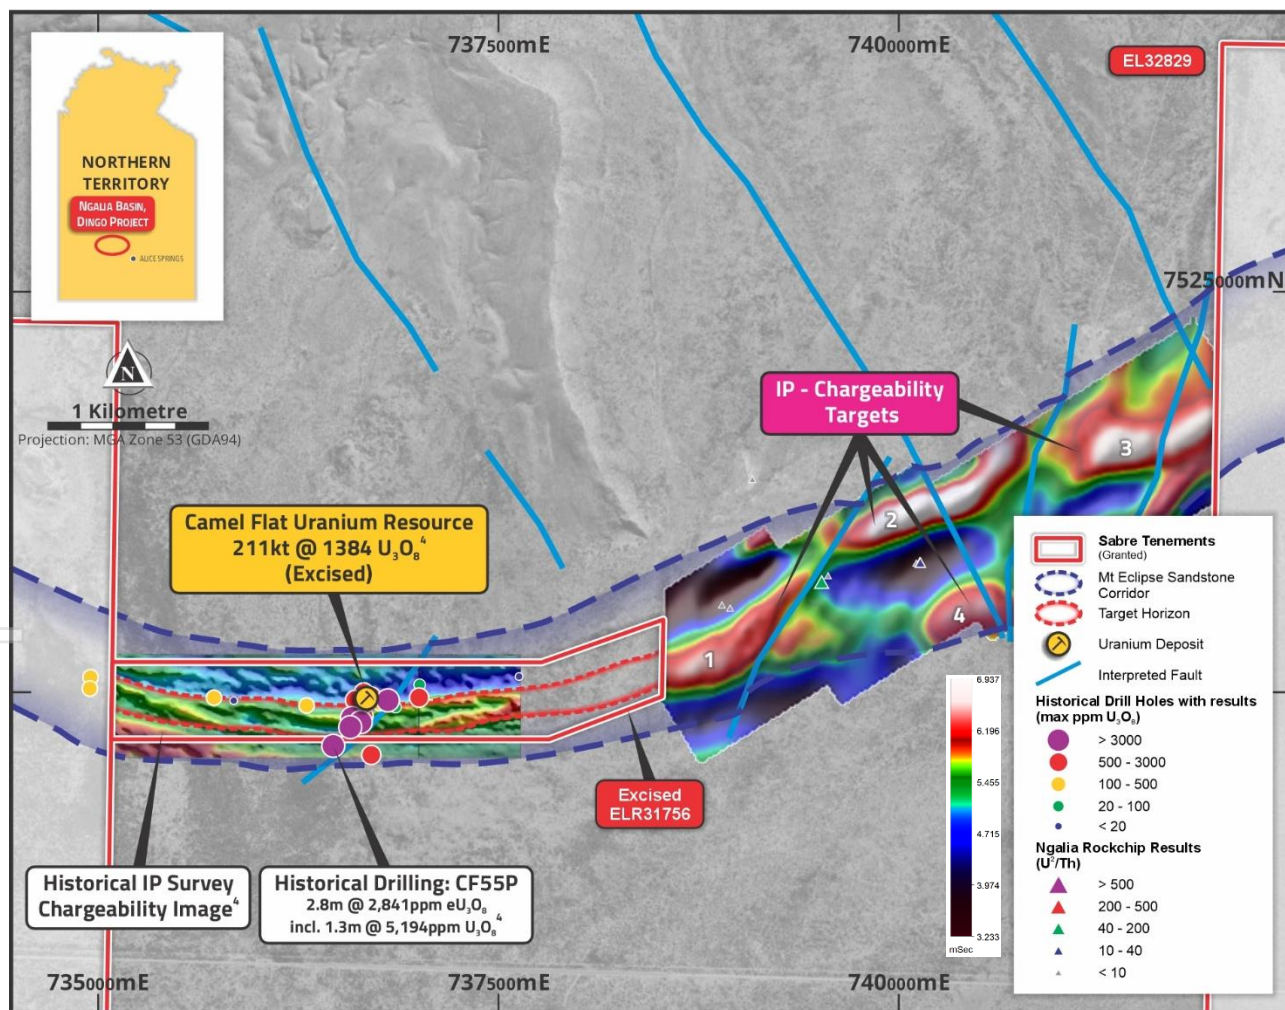 737500mE
740000mE
EL32829
NORTHERN
TERRITORY
NGALIA BASIN,
DINGO PROJECT
ALICE SPRINGS
7525000mN
N
1 Kilometre
Projection: MGA Zone 53 (GDA94)
IP - Chargeability
Targets
1
2
3
4
Camel Flat Uranium Resource
211kt @ 1384 U₃O₈⁴
(Excised)
Excised
ELR31756
Historical IP Survey
Chargeability Image⁴
Historical Drilling: CF55P
2.8m @ 2,841ppm eU₃O₈
incl. 1.3m @ 5,194ppm U₃O₈⁴
6.937
6.196
5.455
4.715
3.974
3.233
mSec
Sabre Tenements
(Granted)
Mt Eclipse Sandstone
Corridor
Target Horizon
Uranium Deposit
Interpreted Fault
Historical Drill Holes with results
(max ppm U₃O₈)
> 3000
500 - 3000
100 - 500
20 - 100
< 20
Ngalia Rockchip Results
(U²/Th)
> 500
200 - 500
40 - 200
10 - 40
< 10
735000mE
737500mE
740000mE